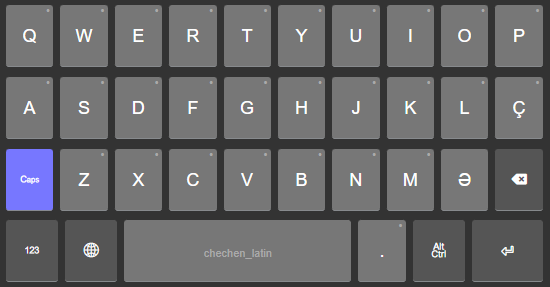 Q W E R T Y U I O P
A S D F G H J K L Ç
Caps Z X C V B N M Ə
123 chechen_latin . Alt Ctrl